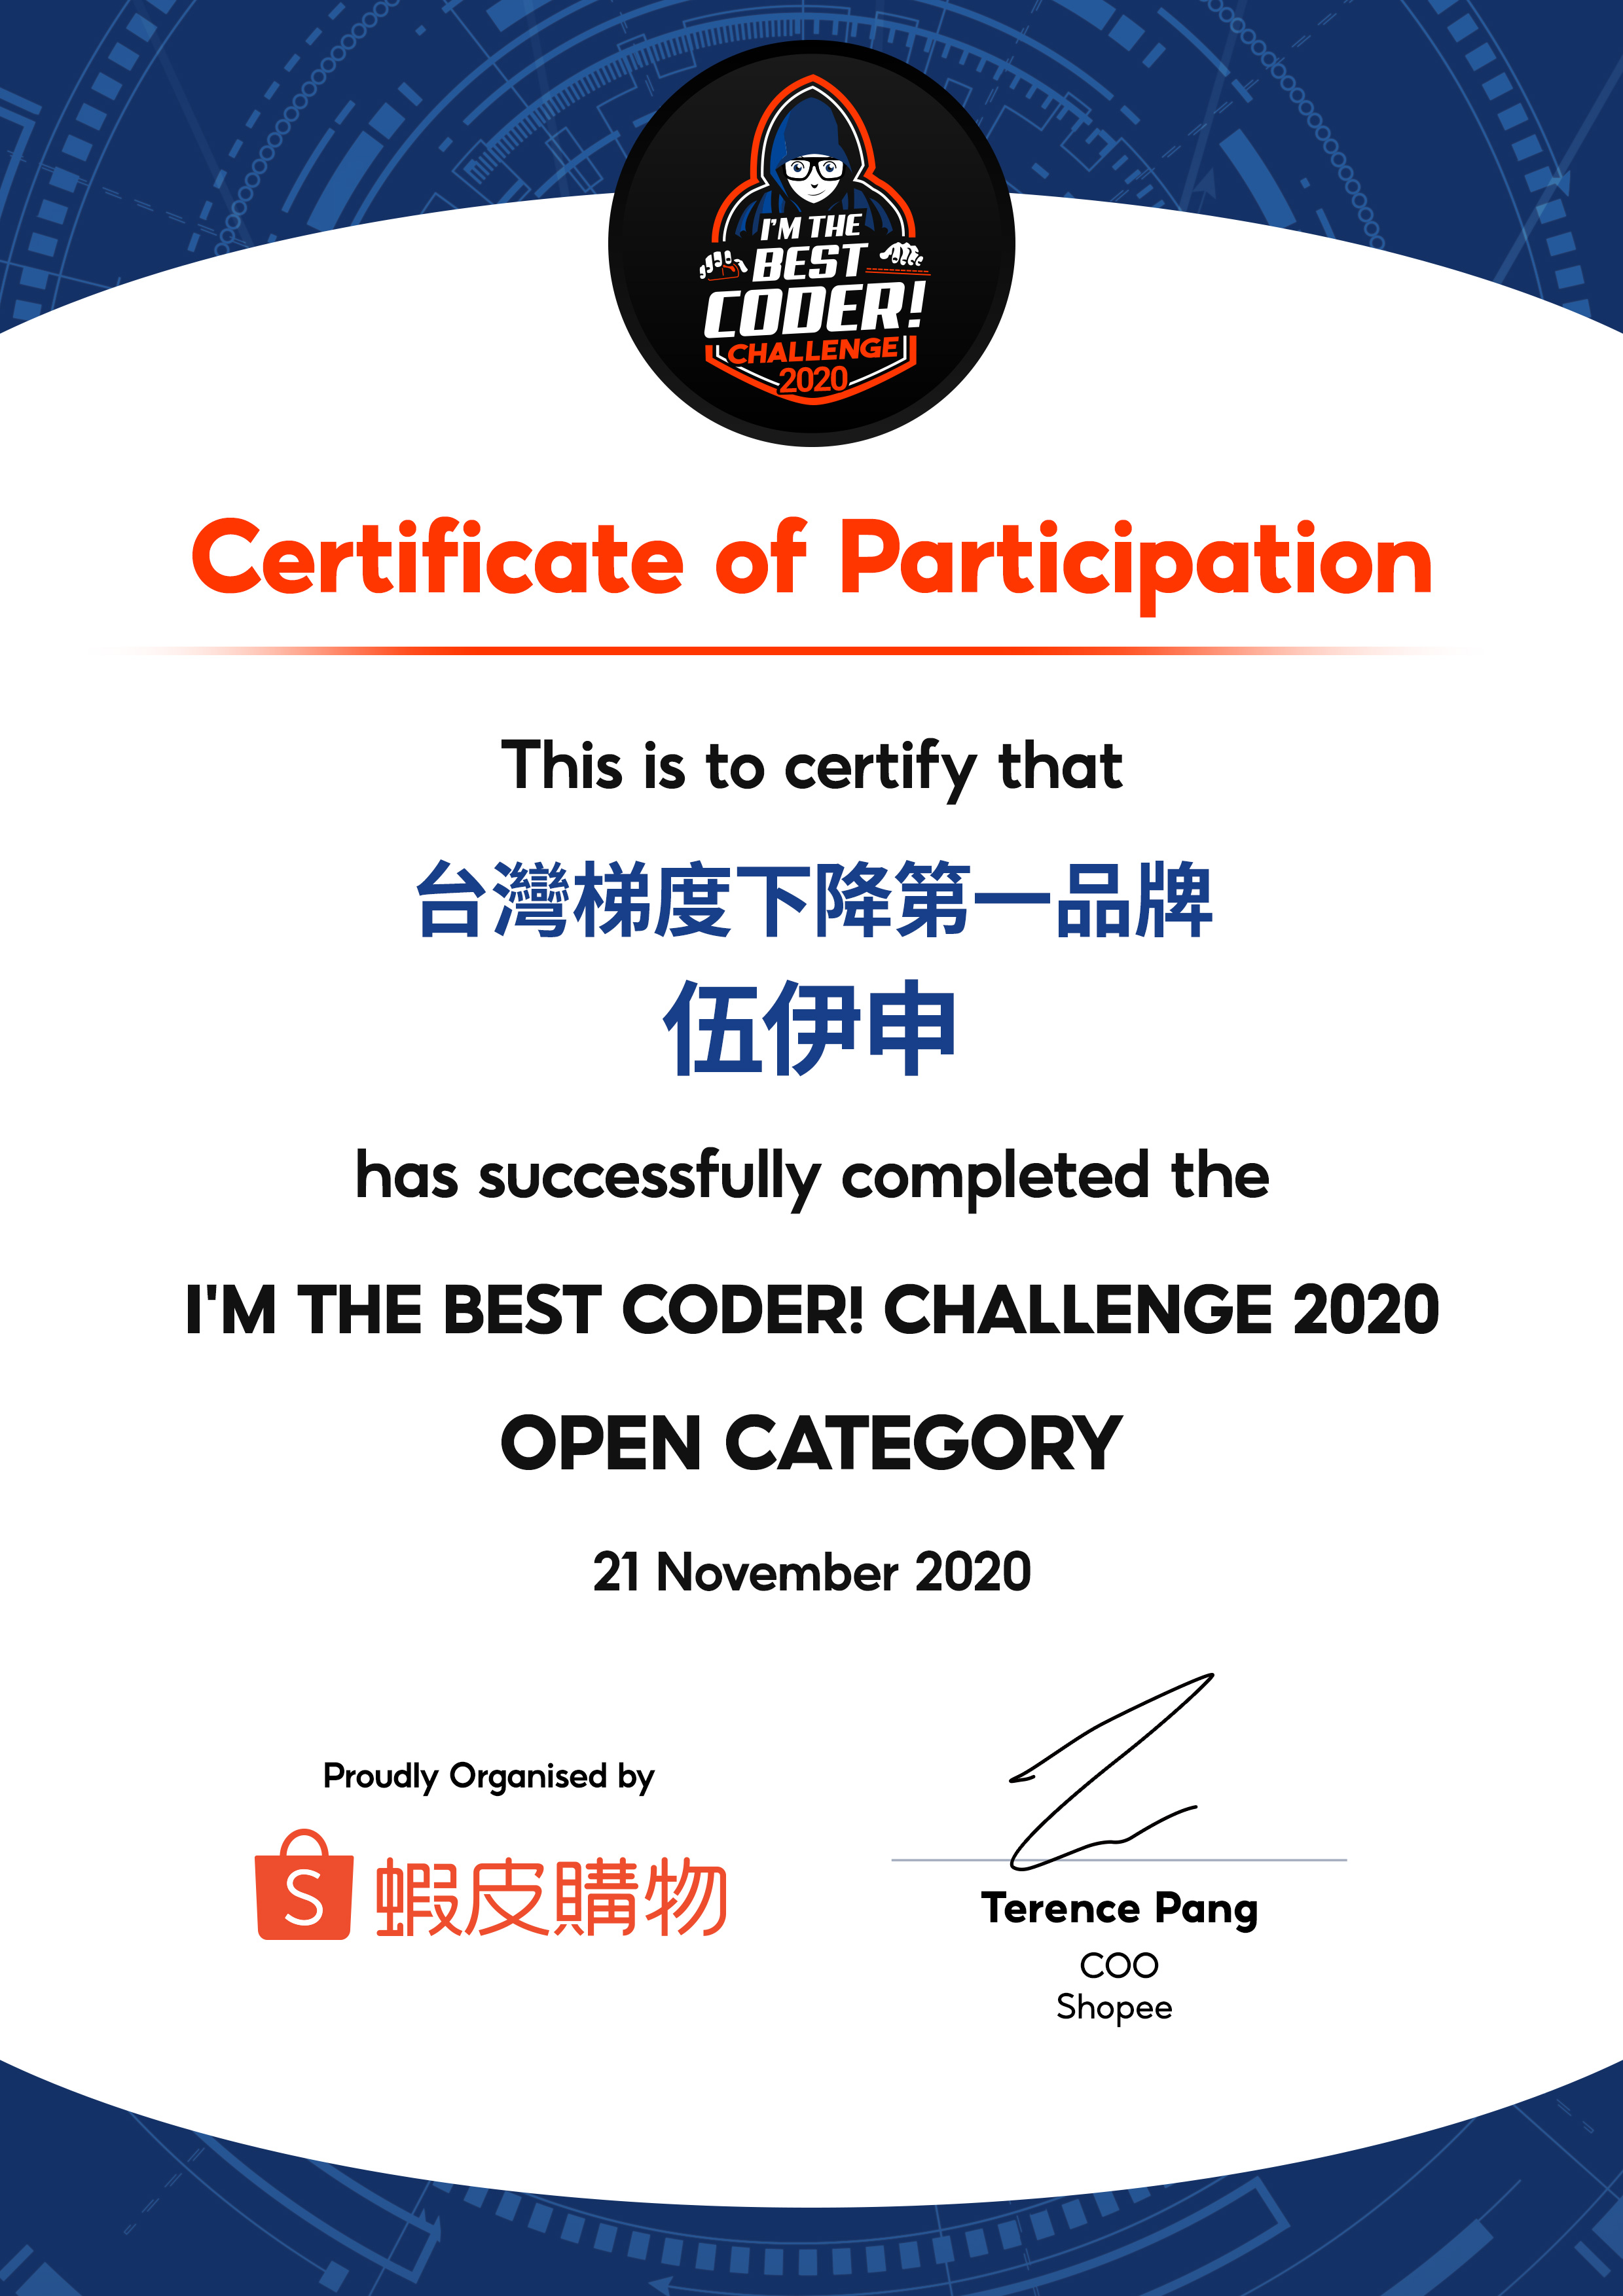 I'M THE
BEST
CODER!
CHALLENGE
2020
Certificate of Participation
This is to certify that
台灣梯度下降第一品牌
伍伊申
has successfully completed the
I'M THE BEST CODER! CHALLENGE 2020
OPEN CATEGORY
21 November 2020
Proudly Organised by
S 蝦皮購物
Terence Pang
COO
Shopee